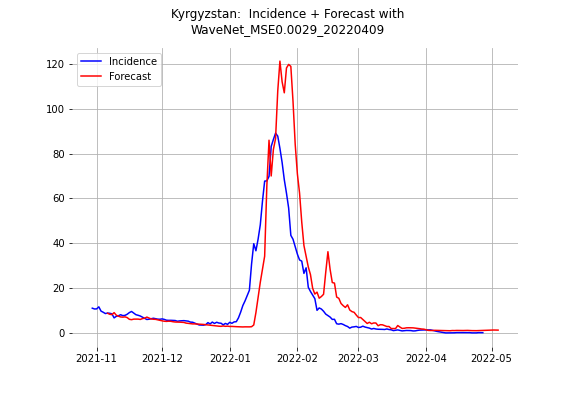 Kyrgyzstan:  Incidence + Forecast with
WaveNet_MSE0.0029_20220409
Incidence
Forecast
120
100
80
60
40
20
0
2021-11 2021-12 2022-01 2022-02 2022-03 2022-04 2022-05